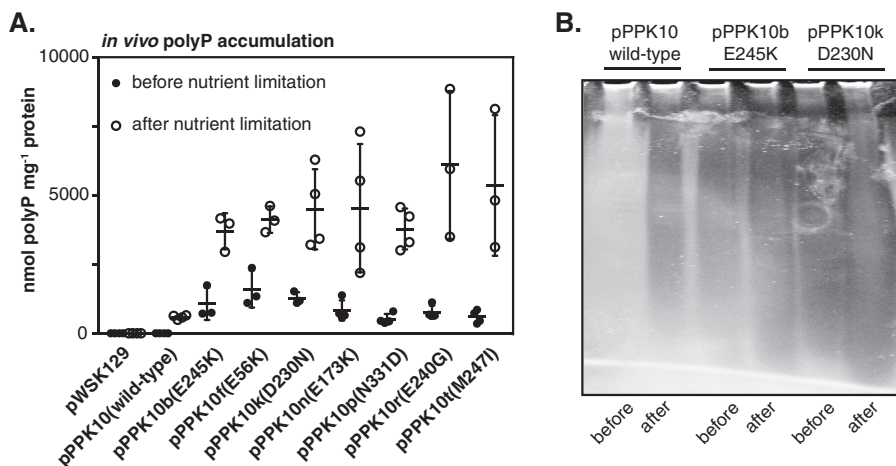 A.
in vivo polyP accumulation
10000
before nutrient limitation
after nutrient limitation
5000
0
nmol polyP mg⁻¹ protein
pWSK129
pPPK10(wild-type)
pPPK10b(E245K)
pPPK10f(E56K)
pPPK10k(D230N)
pPPK10n(E173K)
pPPK10p(N331D)
pPPK10r(E240G)
pPPK10t(M247I)
B.
pPPK10 pPPK10b pPPK10k
wild-type E245K D230N
before after before after before after